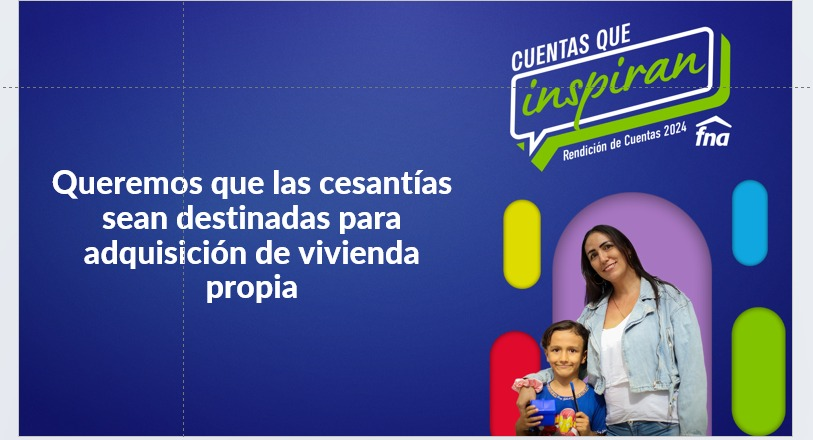 CUENTAS QUE
inspiran
Rendición de Cuentas 2024
fna
Queremos que las cesantías
sean destinadas para
adquisición de vivienda
propia